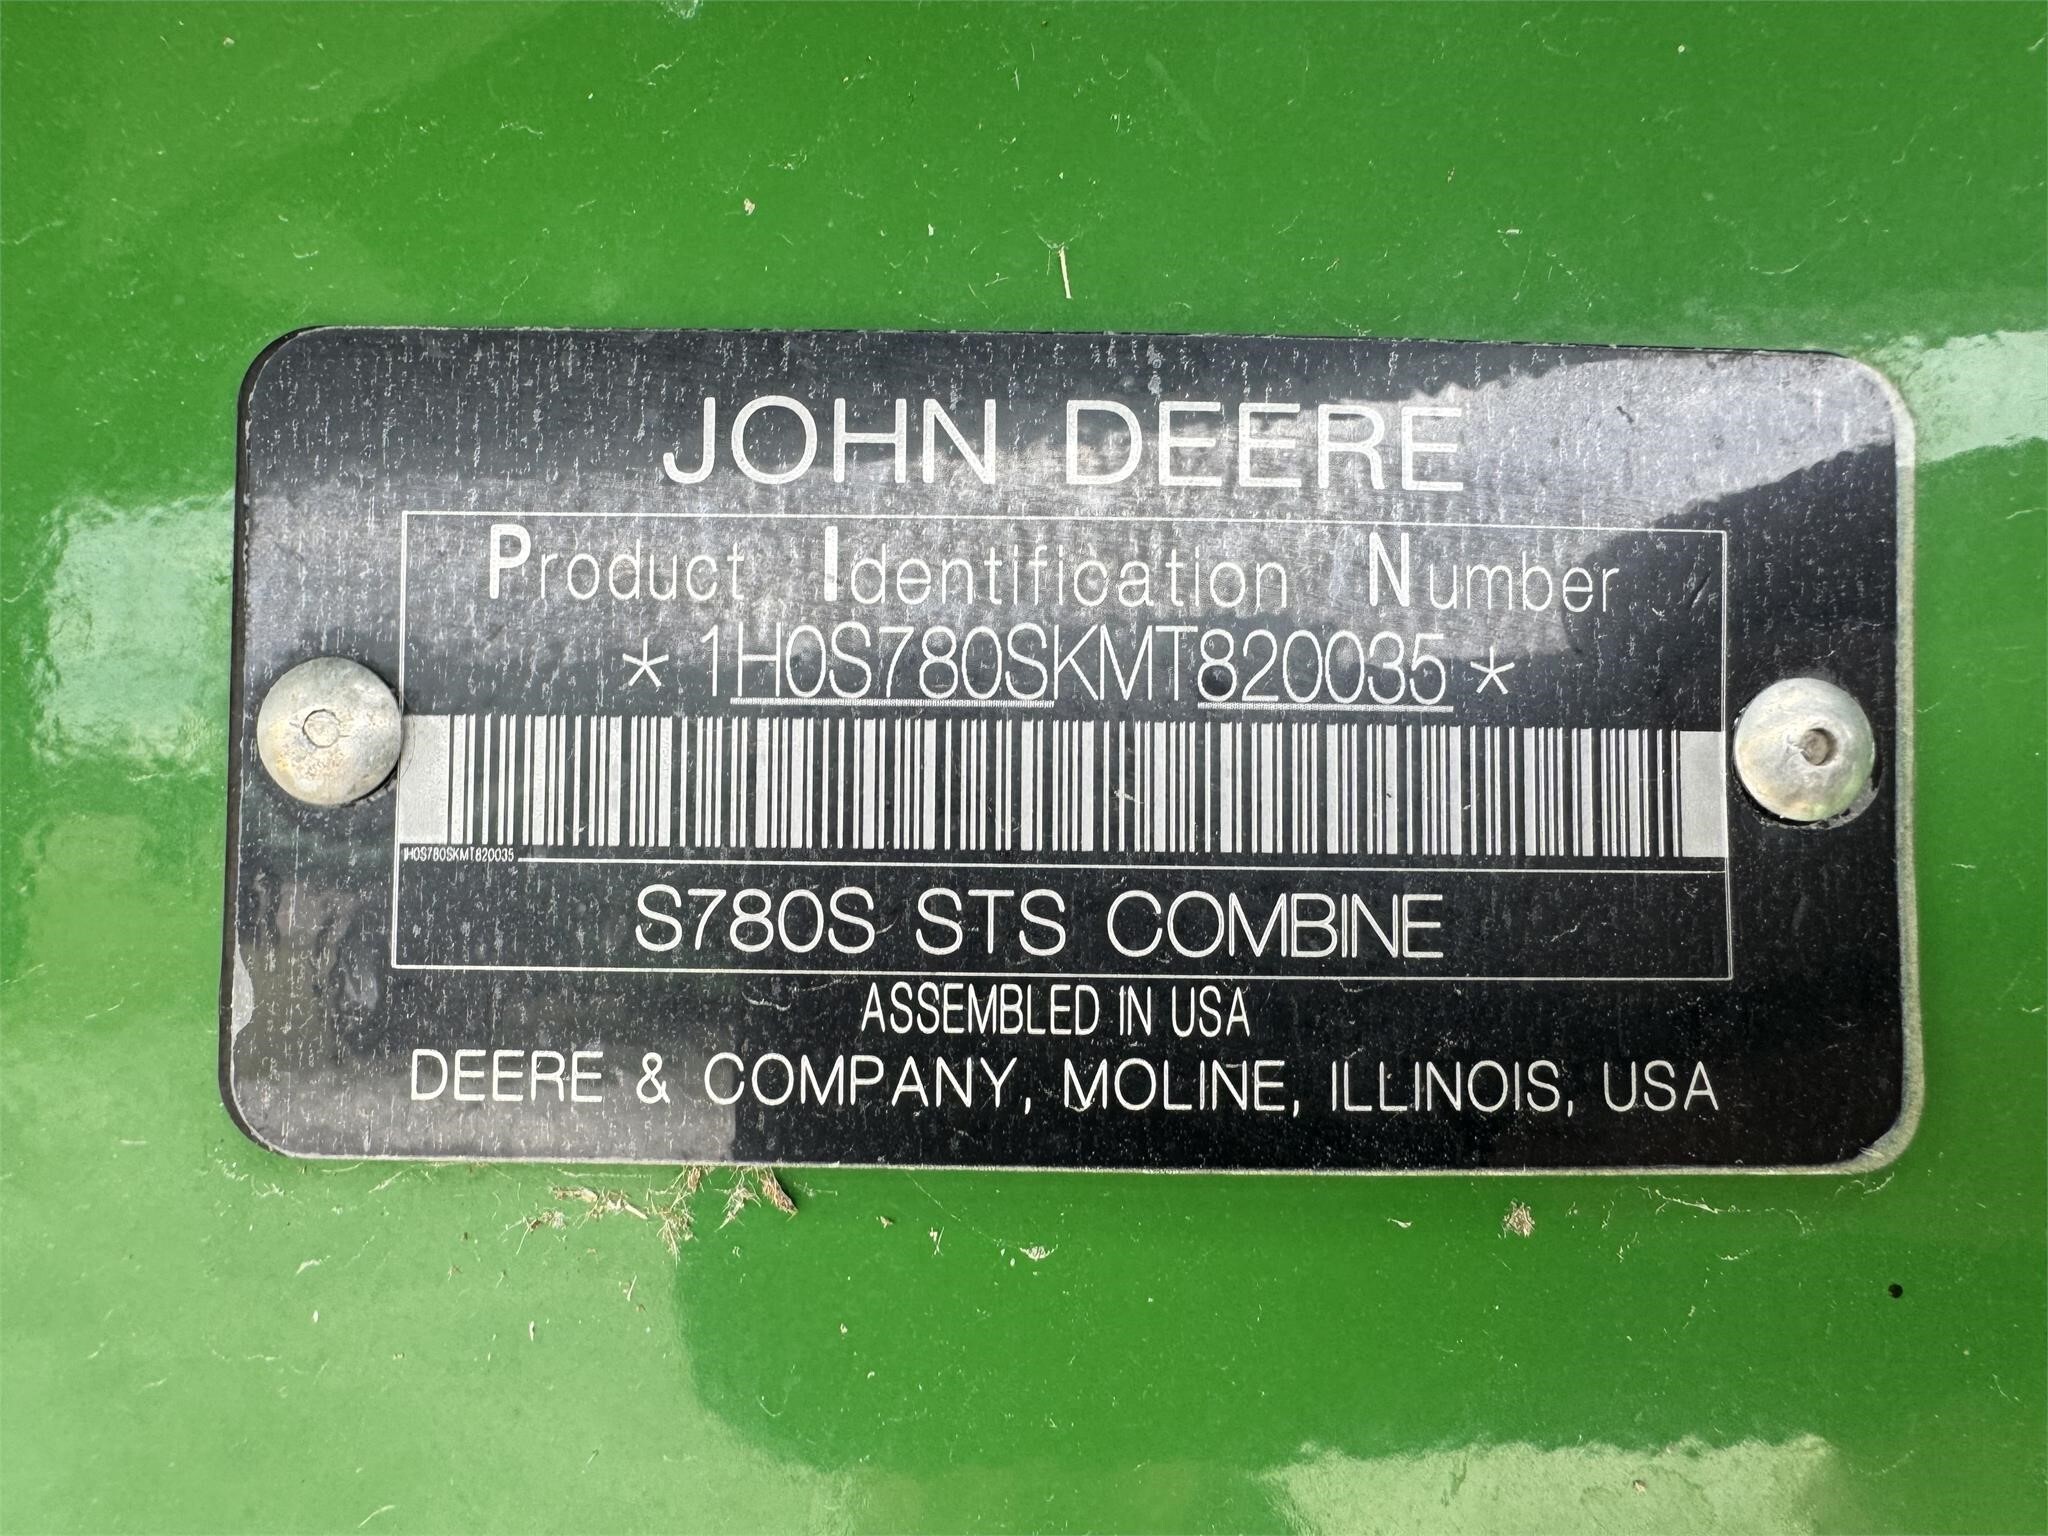 JOHN DEERE
Product Identification Number
*1H0S780SKMT820035*
1H0S780SKMT820035
S780S STS COMBINE
ASSEMBLED IN USA
DEERE & COMPANY, MOLINE, ILLINOIS, USA